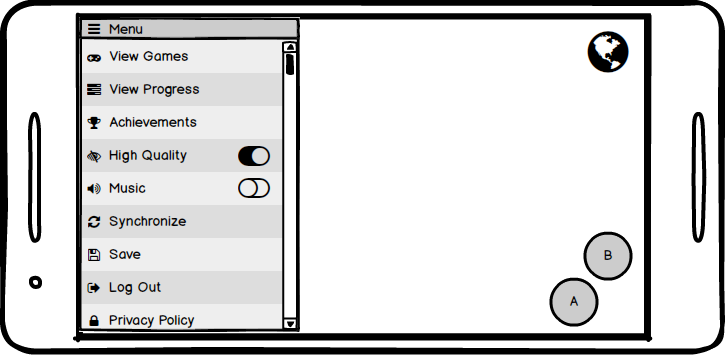 Menu
View Games
View Progress
Achievements
High Quality
Music
Synchronize
Save
Log Out
Privacy Policy
B
A